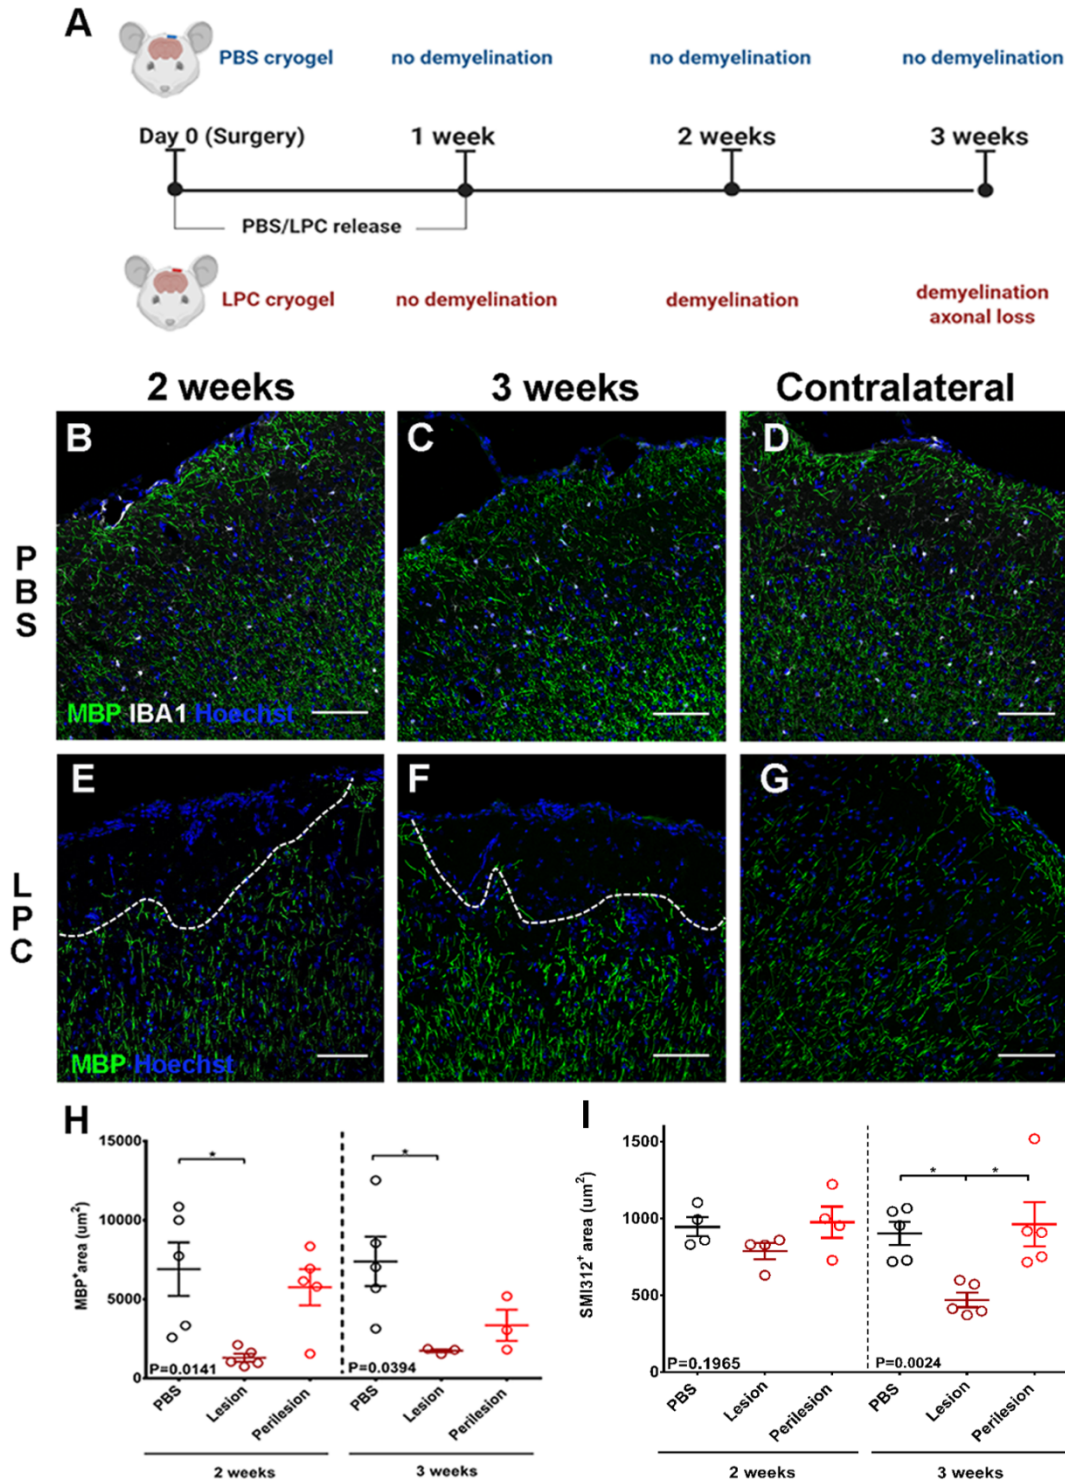 A
PBS cryogel no demyelination no demyelination no demyelination
Day 0 (Surgery) 1 week 2 weeks 3 weeks
PBS/LPC release
LPC cryogel no demyelination demyelination demyelination
axonal loss
2 weeks 3 weeks Contralateral
B C D
PBS
MBP IBA1 Hoechst
E F G
LPC
MBP Hoechst
H
MBP+area (um2)
15000
10000
5000
0
* *
P=0.0141 P=0.0394
PBS Lesion Perilesion PBS Lesion Perilesion
2 weeks 3 weeks
I
SMI312+ area (um2)
1500
1000
500
0
* *
P=0.1965 P=0.0024
PBS Lesion Perilesion PBS Lesion Perilesion
2 weeks 3 weeks